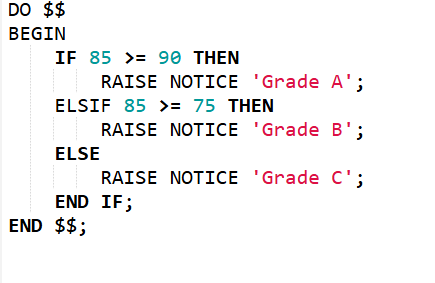 DO $$
BEGIN
    IF 85 >= 90 THEN
        RAISE NOTICE 'Grade A';
    ELSIF 85 >= 75 THEN
        RAISE NOTICE 'Grade B';
    ELSE
        RAISE NOTICE 'Grade C';
    END IF;
END $$;